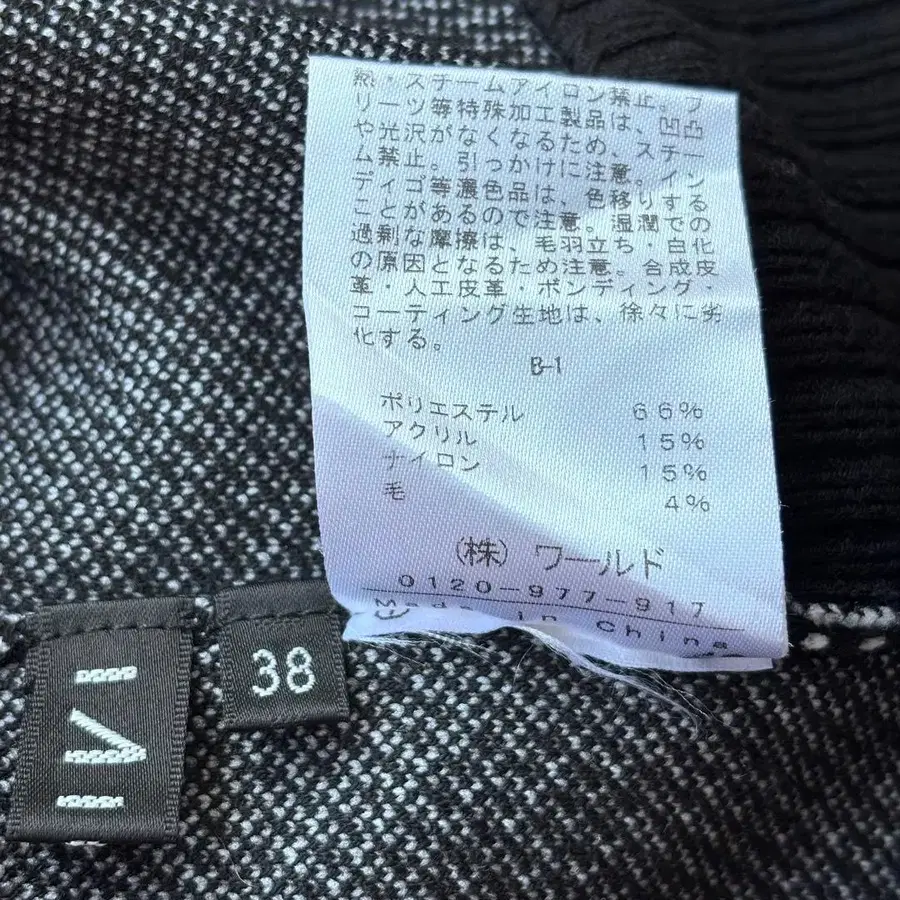 熱・スチームアイロン禁止。プ
リーツ等特殊加工製品は、凹凸
や光沢がなくなるため、スチー
ム禁止。引っかけに注意。イン
ディゴ等濃色品は、色移りする
ことがあるので注意。湿潤での
過剰な摩擦は、毛羽立ち・白化
の原因となるため注意。合成皮
革・人工皮革・ボンディング・
コーティング生地は、徐々に劣
化する。
B-1
ポリエステル 66%
アクリル 15%
ナイロン 15%
毛 4%
(株) ワールド
0120-977-917
Made in China
38